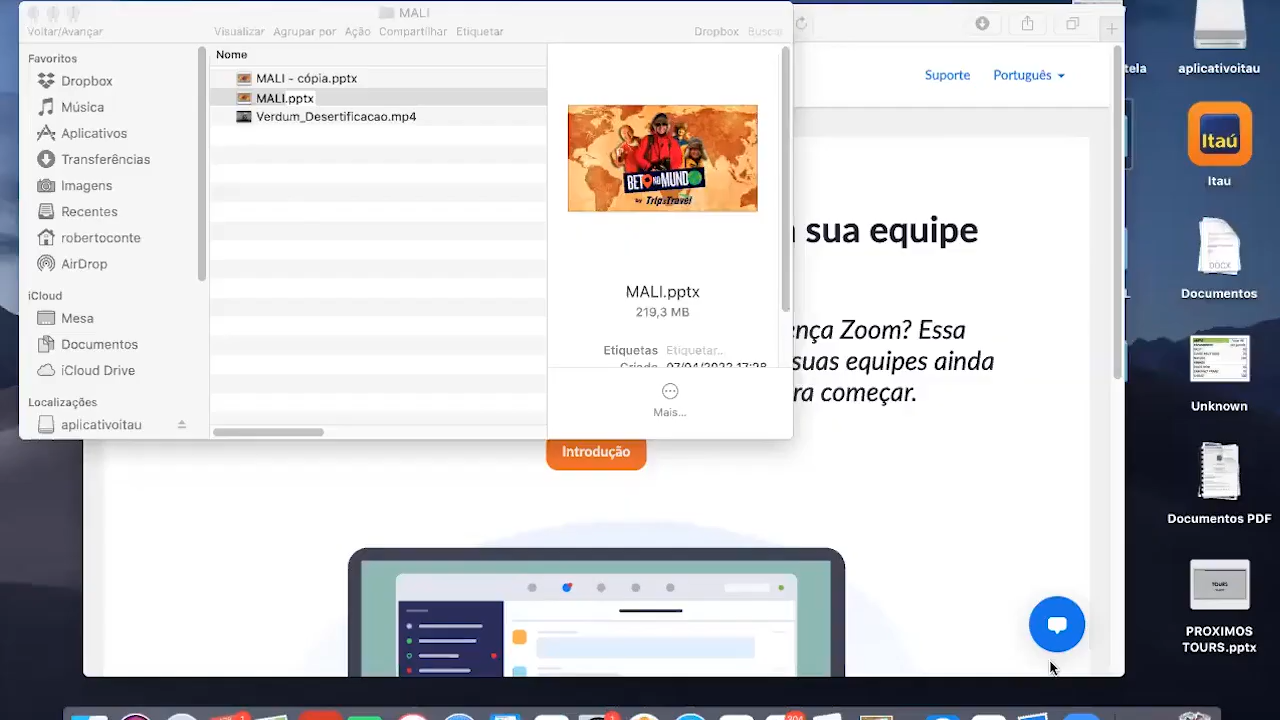 MALI
Voltar/Avançar
Visualizar
Agrupar por
Ação
Compartilhar
Etiquetar
Dropbox
Favoritos
Dropbox
Música
Aplicativos
Transferências
Imagens
Recentes
robertoconte
AirDrop
iCloud
Mesa
Documentos
iCloud Drive
Localizações
aplicativoitau
Nome
MALI - cópia.pptx
MALI.pptx
Verdum_Desertificacao.mp4
BETO NO MUNDO
by Trip&Travel
MALI.pptx
219,3 MB
Etiquetas Etiquetar...
Mais...
Suporte
Português
sua equipe
ença Zoom? Essa
suas equipes ainda
ra começar.
Introdução
tela
aplicativoitau
Itaú
Itau
DOCX
Documentos
Unknown
Documentos PDF
TOURS
PROXIMOS
TOURS.pptx